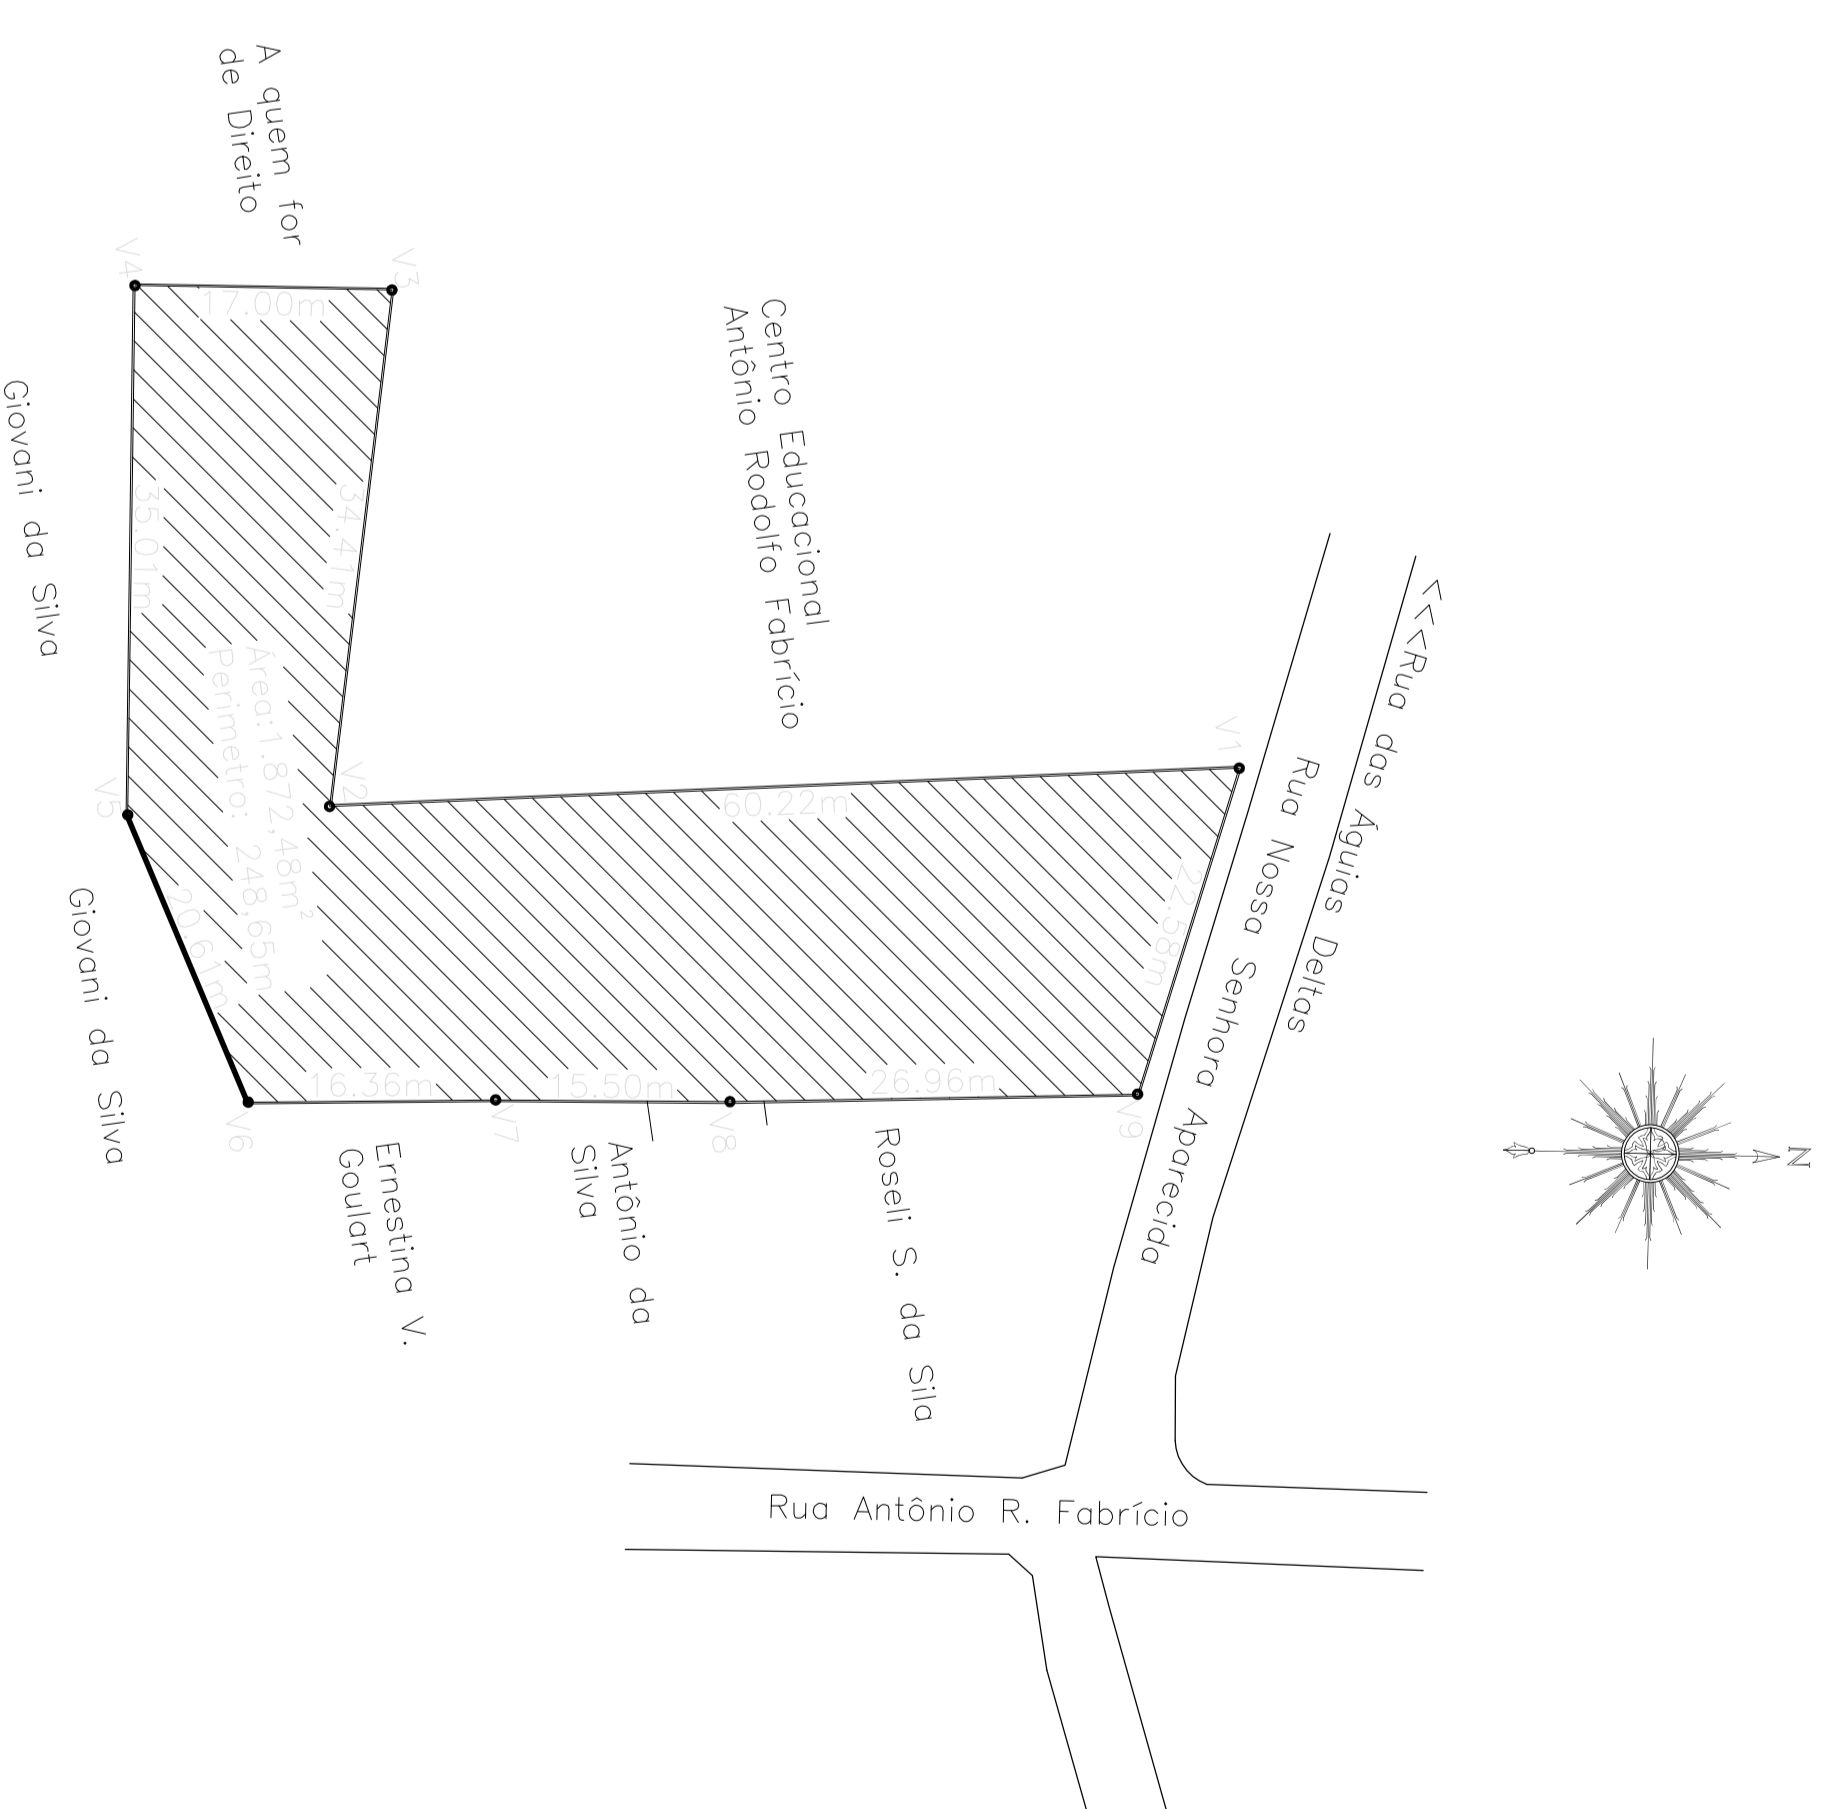 A quem for
de Direito
V4
V3
17.00m
Giovani da Silva
35.01m
34.41m
Centro Educacional
Antônio Rodolfo Fabrício
<<<Rua das Águias Deltas
Rua Nossa Senhora Aparecida
V1
V2
60.22m
22.58m
Área:1.872,48m²
Perimetro: 248,65m
V5
20.61m
Giovani da Silva
V6
16.36m
V7
15.50m
V8
26.96m
V9
Ernestina V.
Goulart
Antônio da
Silva
Roseli S. da Sila
Rua Antônio R. Fabrício
N